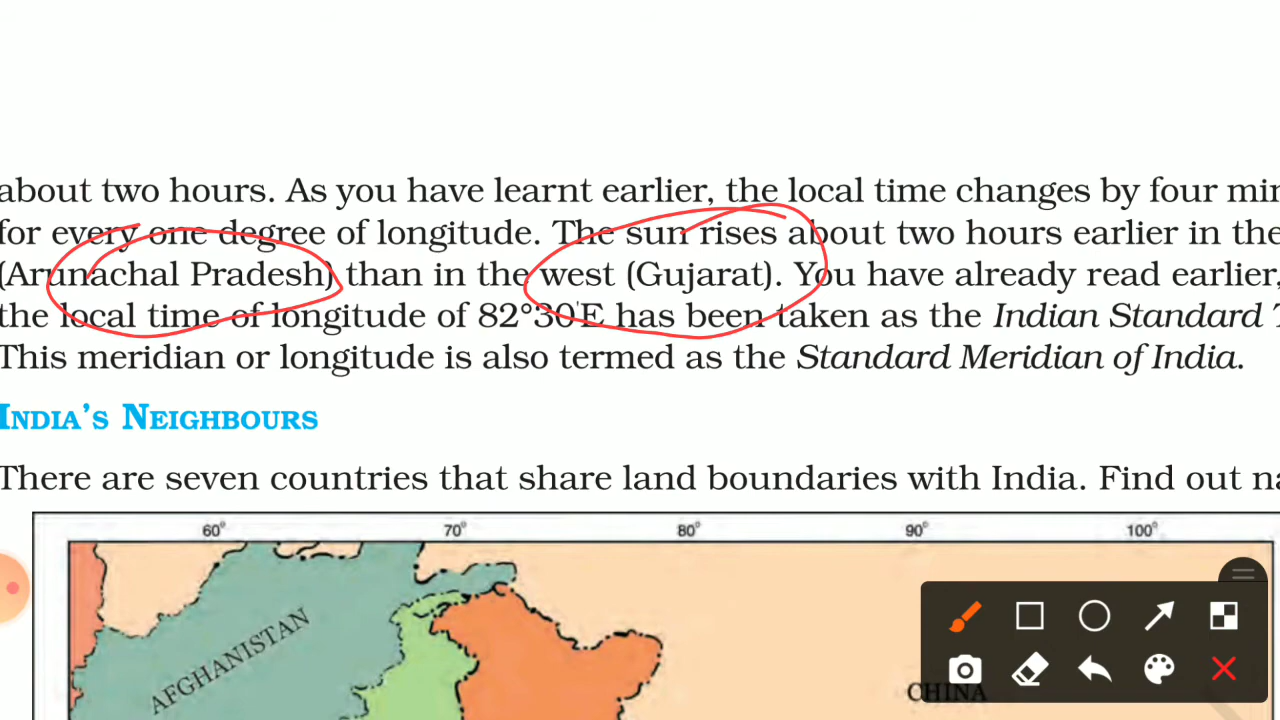 about two hours. As you have learnt earlier, the local time changes by four
for every one degree of longitude. The sun rises about two hours earlier in the
(Arunachal Pradesh) than in the west (Gujarat). You have already read earlier,
the local time of longitude of 82°30'E has been taken as the Indian Standard
This meridian or longitude is also termed as the Standard Meridian of India.
INDIA'S NEIGHBOURS
There are seven countries that share land boundaries with India. Find out
60° 70° 80° 90° 100°
AFGHANISTAN
CHINA